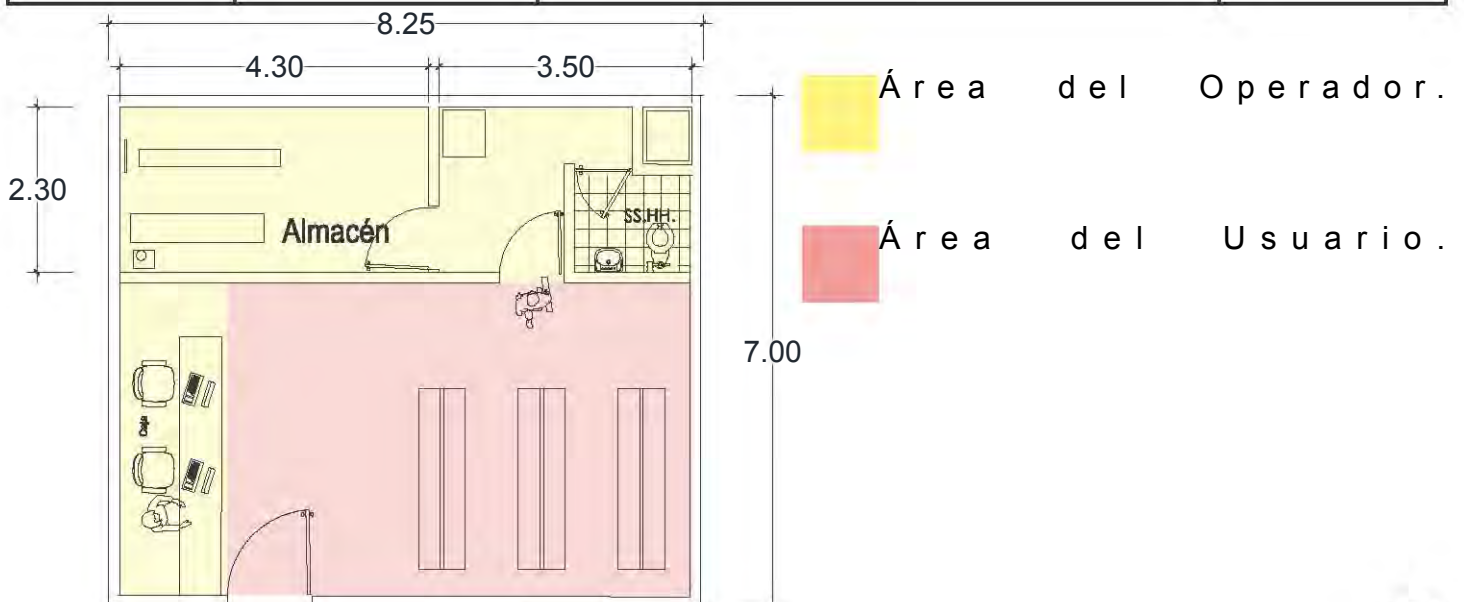 8.25
4.30 3.50
Área del Operador.
2.30
SS.HH.
Almacén
Área del Usuario.
7.00
Caja